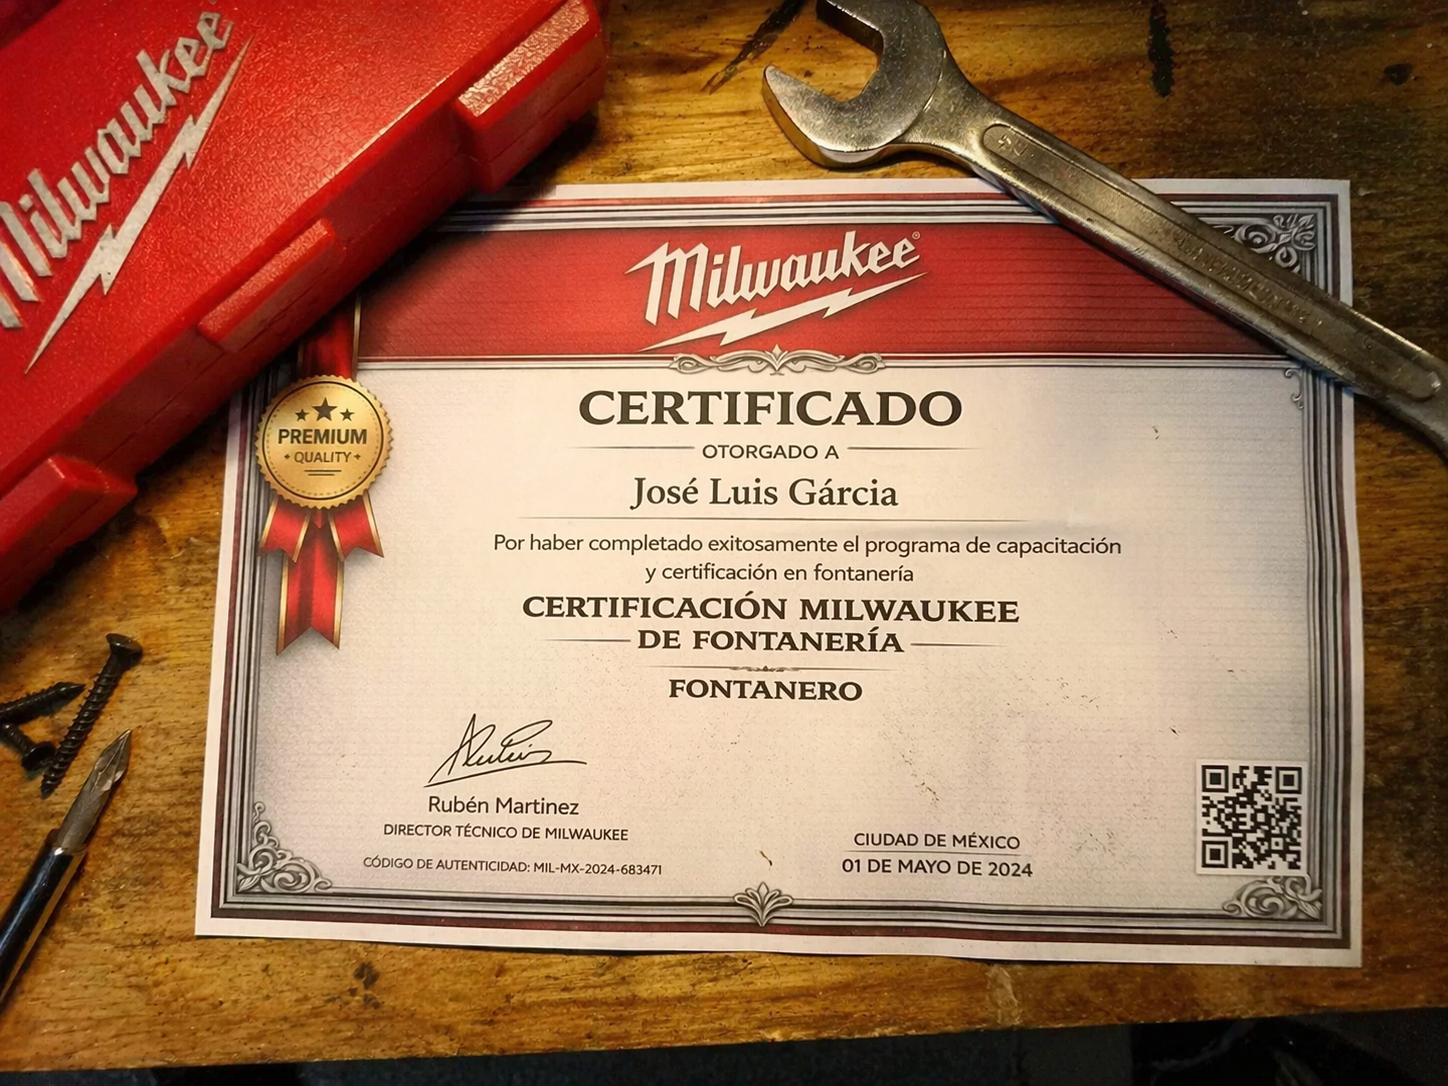 Milwaukee
Milwaukee®
CERTIFICADO
OTORGADO A
José Luis Gárcia
Por haber completado exitosamente el programa de capacitación
y certificación en fontanería
CERTIFICACIÓN MILWAUKEE
DE FONTANERÍA
FONTANERO
PREMIUM
QUALITY
Rubén Martinez
DIRECTOR TÉCNICO DE MILWAUKEE
CÓDIGO DE AUTENTICIDAD: MIL-MX-2024-683471
CIUDAD DE MÉXICO
01 DE MAYO DE 2024